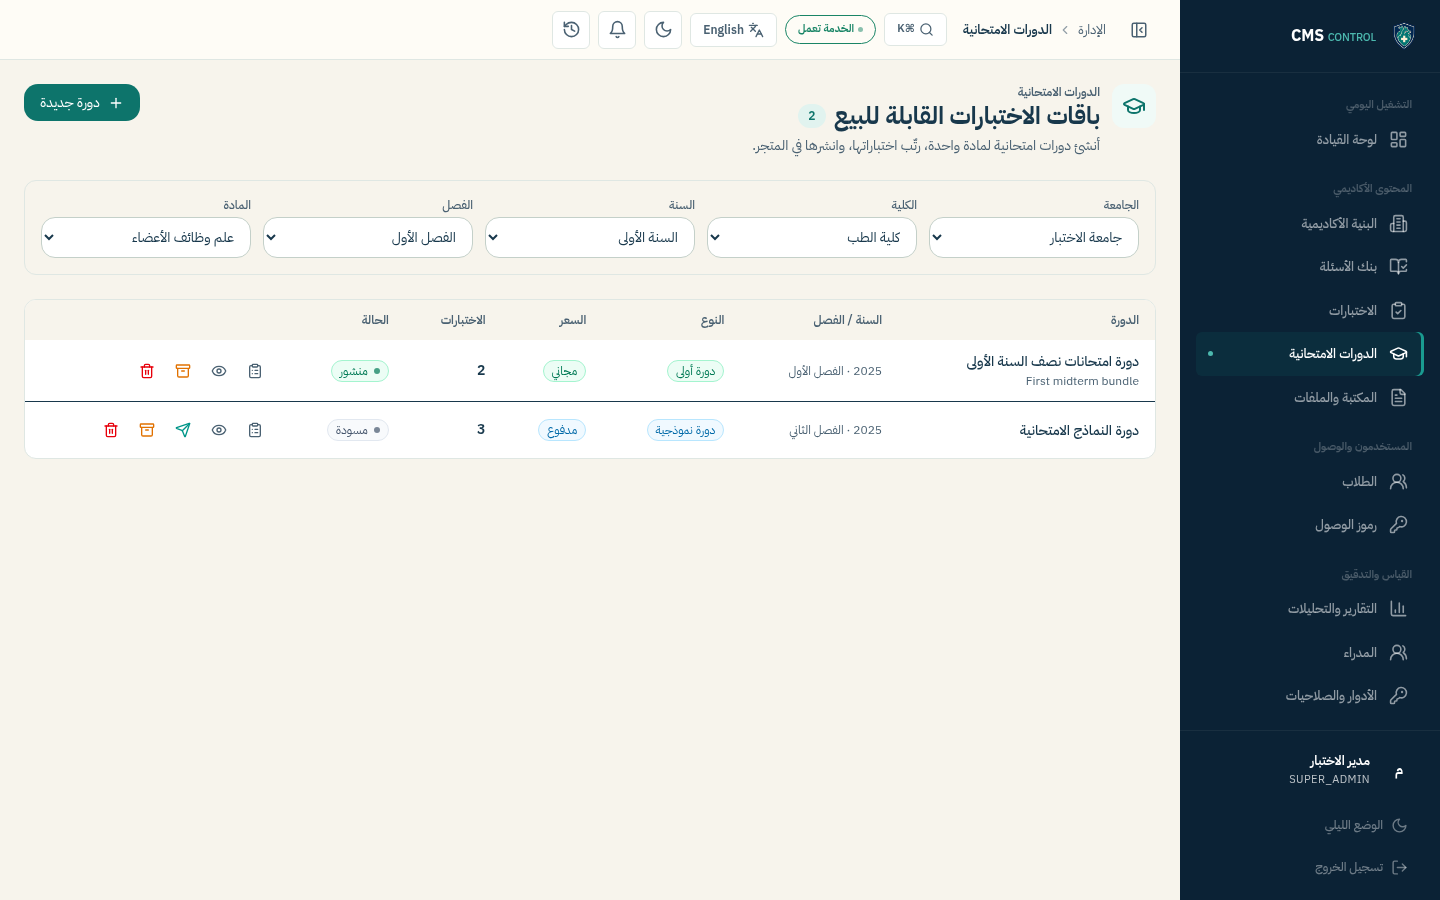 CMS CONTROL
التشغيل اليومي
لوحة القيادة
المحتوى الأكاديمي
البنية الأكاديمية
بنك الأسئلة
الاختبارات
الدورات الامتحانية
المكتبة والملفات
المستخدمون والوصول
الطلاب
رموز الوصول
القياس والتدقيق
التقارير والتحليلات
المدراء
الأدوار والصلاحيات
م
مدير الاختبار
SUPER_ADMIN
الوضع الليلي
تسجيل الخروج
الإدارة
الدورات الامتحانية
⌘K
الخدمة تعمل
English
الدورات الامتحانية
باقات الاختبارات القابلة للبيع 2
أنشئ دورات امتحانية لمادة واحدة، رتّب اختباراتها، وانشرها في المتجر.
دورة جديدة
الجامعة الكلية السنة الفصل المادة
جامعة الاختبار كلية الطب السنة الأولى الفصل الأول علم وظائف الأعضاء
الدورة السنة / الفصل النوع السعر الاختبارات الحالة
دورة امتحانات نصف السنة الأولى 2025 · الفصل الأول دورة أولى مجاني 2 منشور
First midterm bundle
دورة النماذج الامتحانية 2025 · الفصل الثاني دورة نموذجية مدفوع 3 مسودة